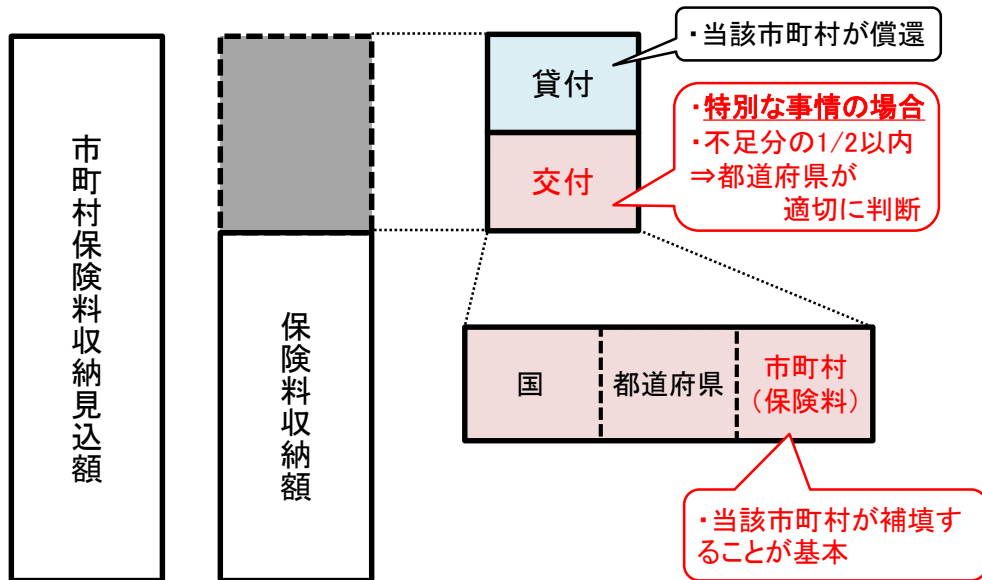 市町村保険料収納見込額
保険料収納額
貸付
交付
・当該市町村が償還
・特別な事情の場合
・不足分の1/2以内
⇒都道府県が
適切に判断
国
都道府県
市町村
（保険料）
・当該市町村が補填す
ることが基本